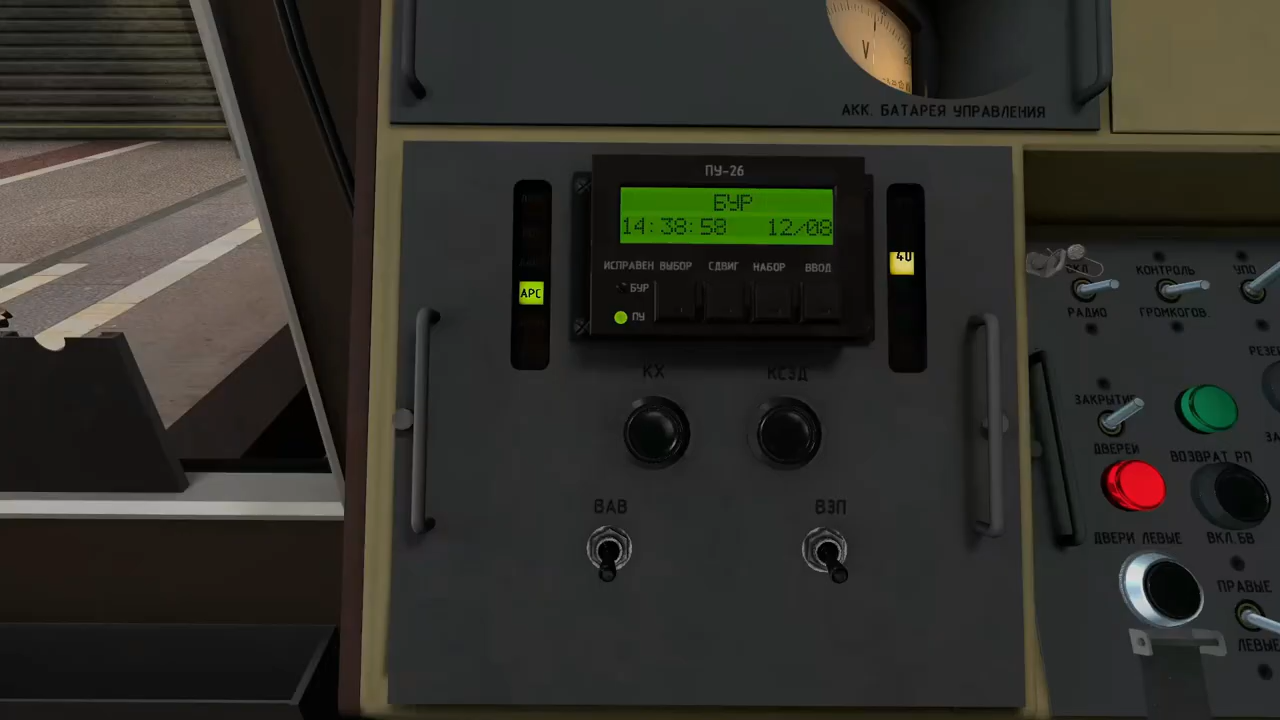 V
АКК. БАТАРЕЯ УПРАВЛЕНИЯ
ПУ-26
БУР
14:38:58 12/08
ИСПРАВЕН ВЫБОР СДВИГ НАБОР ВВОД
БУР
ПУ
АРС
40
КХ КСЗД
ВАВ ВЗП
КОНТРОЛЬ УПО
РАДИО ГРОМКОГОВ.
ЗАКРЫТИЕ
ДВЕРЕЙ
ВОЗВРАТ РП
ДВЕРИ ЛЕВЫЕ ВКЛ.БВ
ПРАВЫЕ
ЛЕВЫЕ